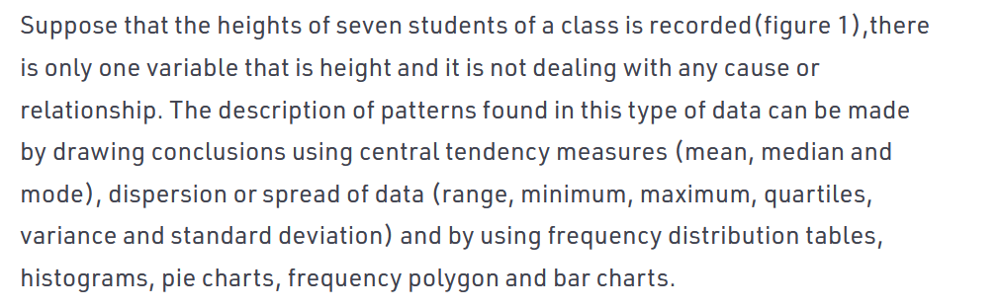 Suppose that the heights of seven students of a class is recorded(figure 1),there
is only one variable that is height and it is not dealing with any cause or
relationship. The description of patterns found in this type of data can be made
by drawing conclusions using central tendency measures (mean, median and
mode), dispersion or spread of data (range, minimum, maximum, quartiles,
variance and standard deviation) and by using frequency distribution tables,
histograms, pie charts, frequency polygon and bar charts.